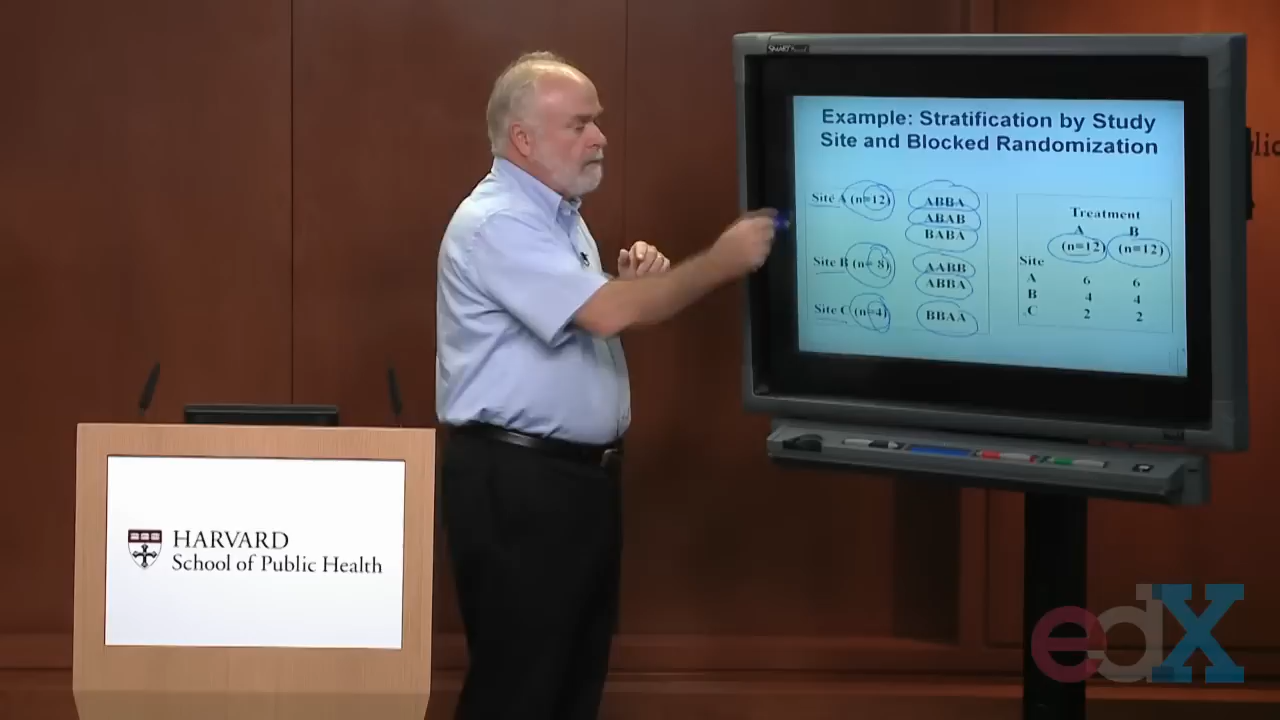 SMART
Example: Stratification by Study
Site and Blocked Randomization
Site A (n=12)
ABBA
ABAB
BABA
Site B (n= 8)
AABB
ABBA
Site C (n=4)
BBAA
Treatment
A B
(n=12) (n=12)
Site
A 6 6
B 4 4
C 2 2
HARVARD
School of Public Health
edX